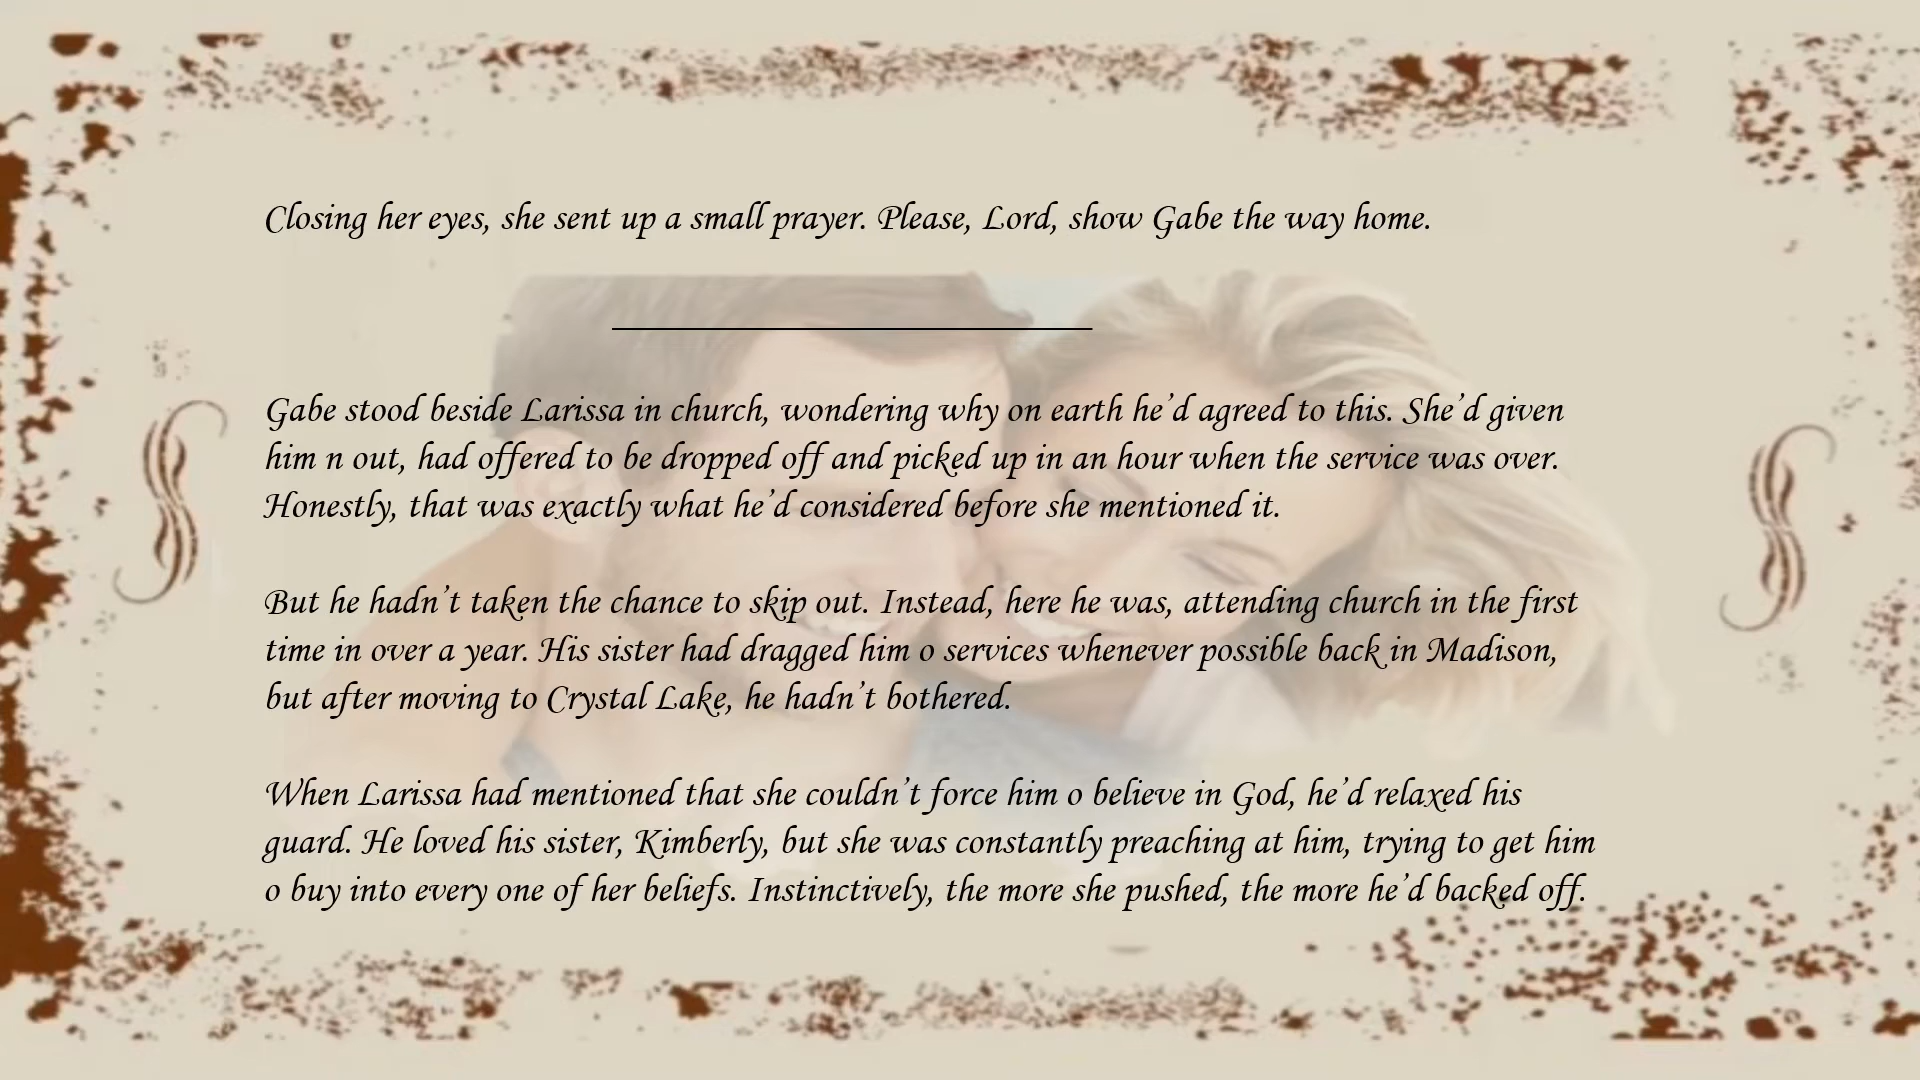 Closing her eyes, she sent up a small prayer. Please, Lord, show Gabe the way home.
Gabe stood beside Larissa in church, wondering why on earth he’d agreed to this. She’d given
him n out, had offered to be dropped off and picked up in an hour when the service was over.
Honestly, that was exactly what he’d considered before she mentioned it.
But he hadn’t taken the chance to skip out. Instead, here he was, attending church in the first
time in over a year. His sister had dragged him o services whenever possible back in Madison,
but after moving to Crystal Lake, he hadn’t bothered.
When Larissa had mentioned that she couldn’t force him o believe in God, he’d relaxed his
guard. He loved his sister, Kimberly, but she was constantly preaching at him, trying to get him
o buy into every one of her beliefs. Instinctively, the more she pushed, the more he’d backed off.